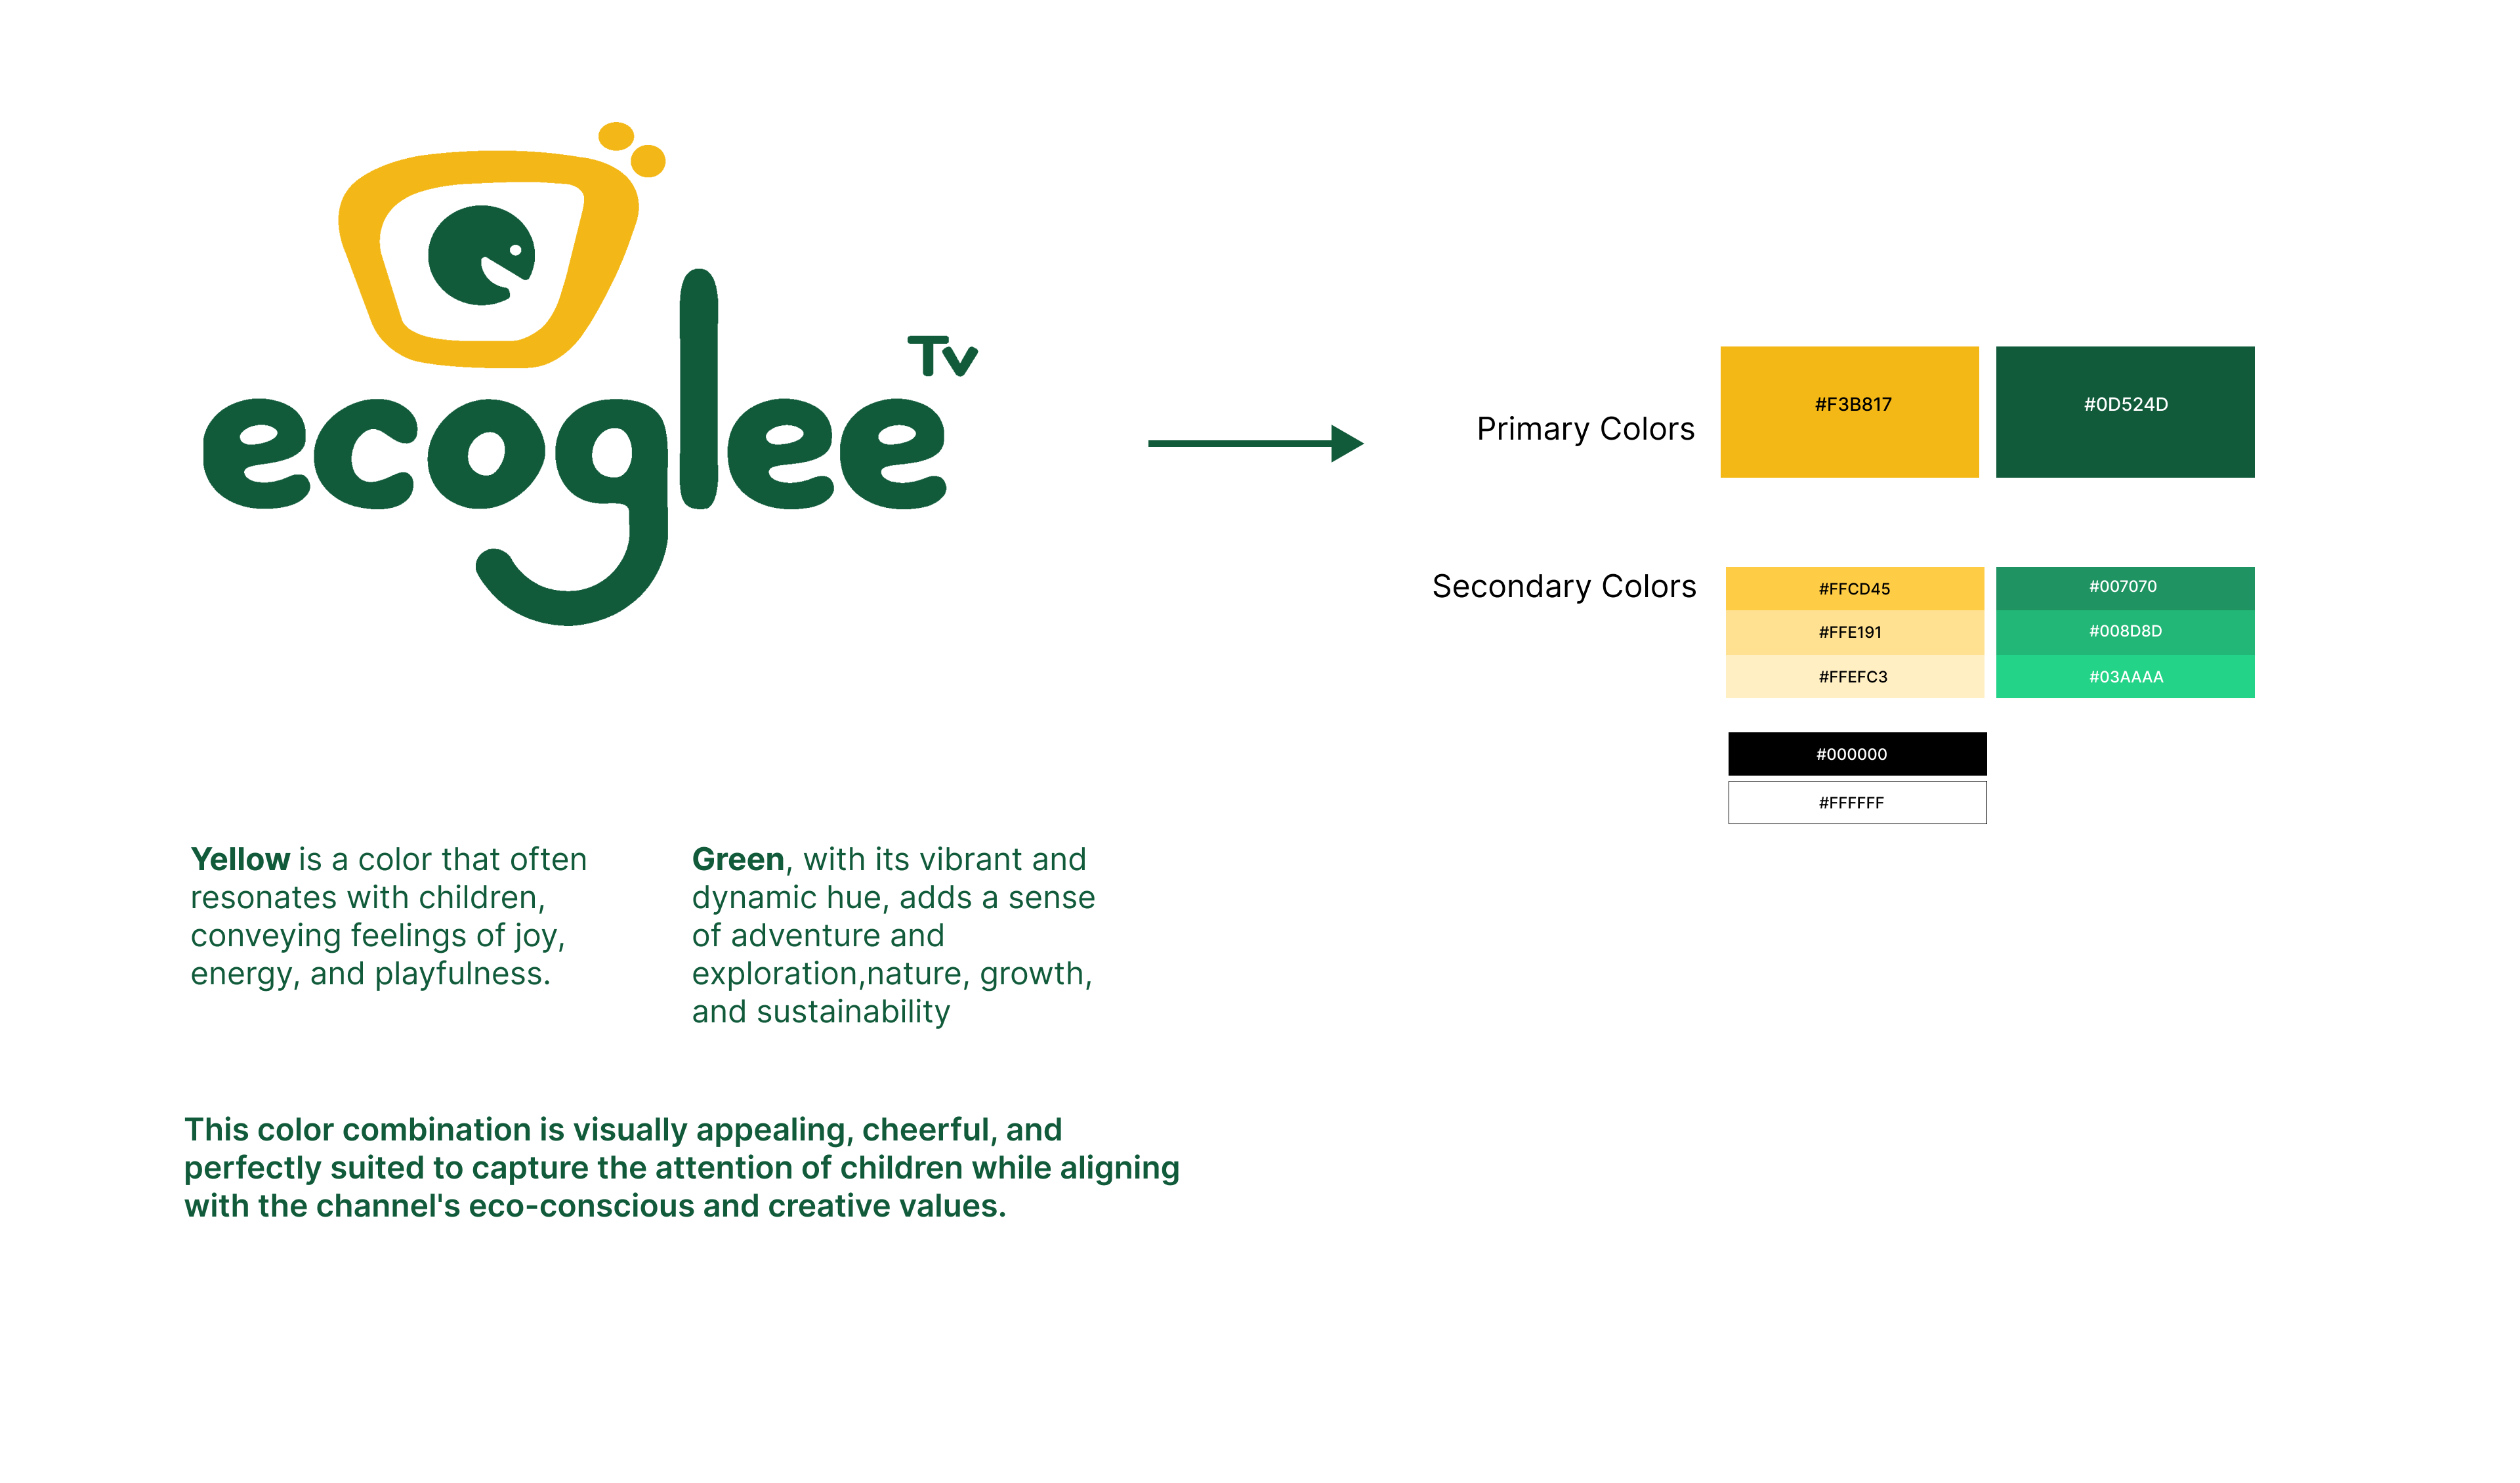 Tv
ecoglee
Primary Colors
#F3B817
#0D524D
Secondary Colors
#FFCD45
#FFE191
#FFEFC3
#007070
#008D8D
#03AAAA
#000000
#FFFFFF
Yellow is a color that often
resonates with children,
conveying feelings of joy,
energy, and playfulness.
Green, with its vibrant and
dynamic hue, adds a sense
of adventure and
exploration,nature, growth,
and sustainability
This color combination is visually appealing, cheerful, and
perfectly suited to capture the attention of children while aligning
with the channel's eco-conscious and creative values.